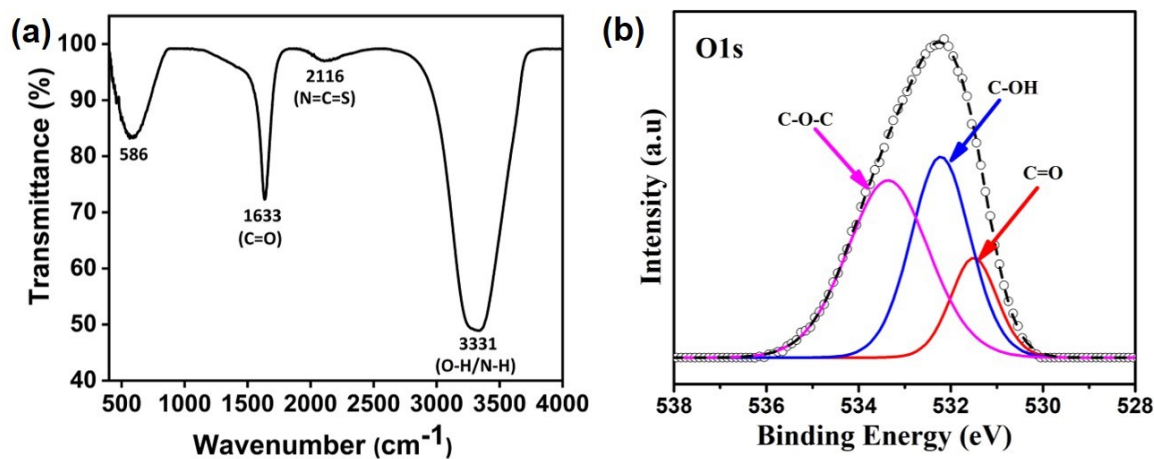 (a)
100
90
80
70
60
50
40
Transmittance (%)
586
1633
(C=O)
2116
(N=C=S)
3331
(O-H/N-H)
500 1000 1500 2000 2500 3000 3500 4000
Wavenumber (cm-1)
(b)
O1s
C-O-C
C-OH
C=O
Intensity (a.u)
538 536 534 532 530 528
Binding Energy (eV)